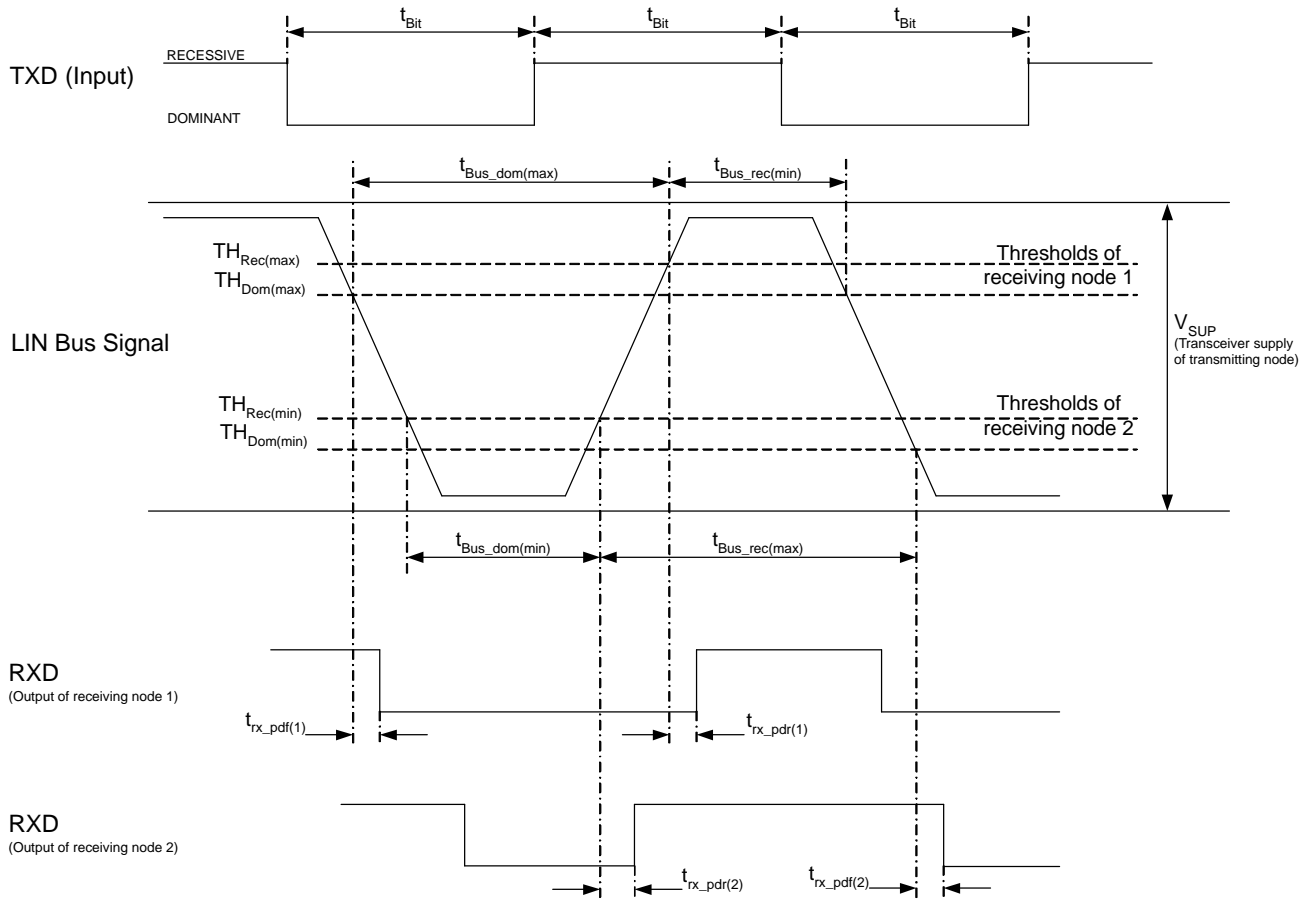 t_Bit t_Bit t_Bit
RECESSIVE
TXD (Input)
DOMINANT
t_Bus_dom(max) t_Bus_rec(min)
TH_Rec(max) Thresholds of
TH_Dom(max) receiving node 1
LIN Bus Signal
V_SUP
(Transceiver supply
of transmitting node)
TH_Rec(min) Thresholds of
TH_Dom(min) receiving node 2
t_Bus_dom(min) t_Bus_rec(max)
RXD
(Output of receiving node 1)
t_rx_pdf(1) t_rx_pdr(1)
RXD
(Output of receiving node 2)
t_rx_pdr(2) t_rx_pdf(2)